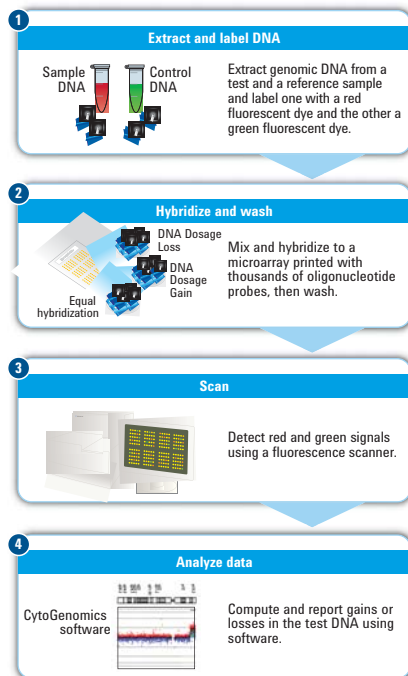 1
Extract and label DNA
Sample
DNA
Control
DNA
Extract genomic DNA from a
test and a reference sample
and label one with a red
fluorescent dye and the other a
green fluorescent dye.
2
Hybridize and wash
DNA Dosage
Loss
DNA
Dosage
Gain
Equal
hybridization
Mix and hybridize to a
microarray printed with
thousands of oligonucleotide
probes, then wash.
3
Scan
Detect red and green signals
using a fluorescence scanner.
4
Analyze data
CytoGenomics
software
Compute and report gains or
losses in the test DNA using
software.